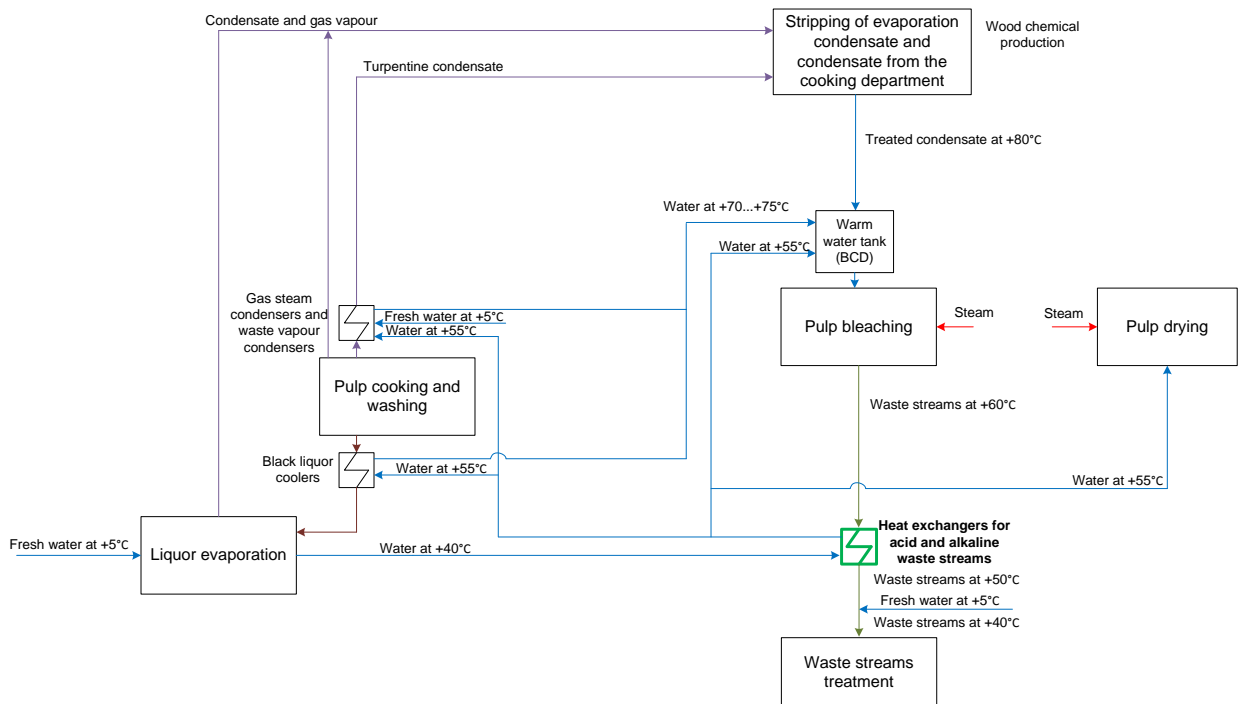 Condensate and gas vapour
Stripping of evaporation
condensate and
condensate from the
cooking department
Wood chemical
production
Turpentine condensate
Treated condensate at +80°C
Water at +70...+75°C
Warm
water tank
(BCD)
Water at +55°C
Gas steam
condensers and
waste vapour
condensers
Fresh water at +5°C
Water at +55°C
Pulp bleaching
Steam
Steam
Pulp drying
Pulp cooking and
washing
Waste streams at +60°C
Black liquor
coolers
Water at +55°C
Water at +55°C
Fresh water at +5°C
Liquor evaporation
Water at +40°C
Heat exchangers for
acid and alkaline
waste streams
Waste streams at +50°C
Fresh water at +5°C
Waste streams at +40°C
Waste streams
treatment